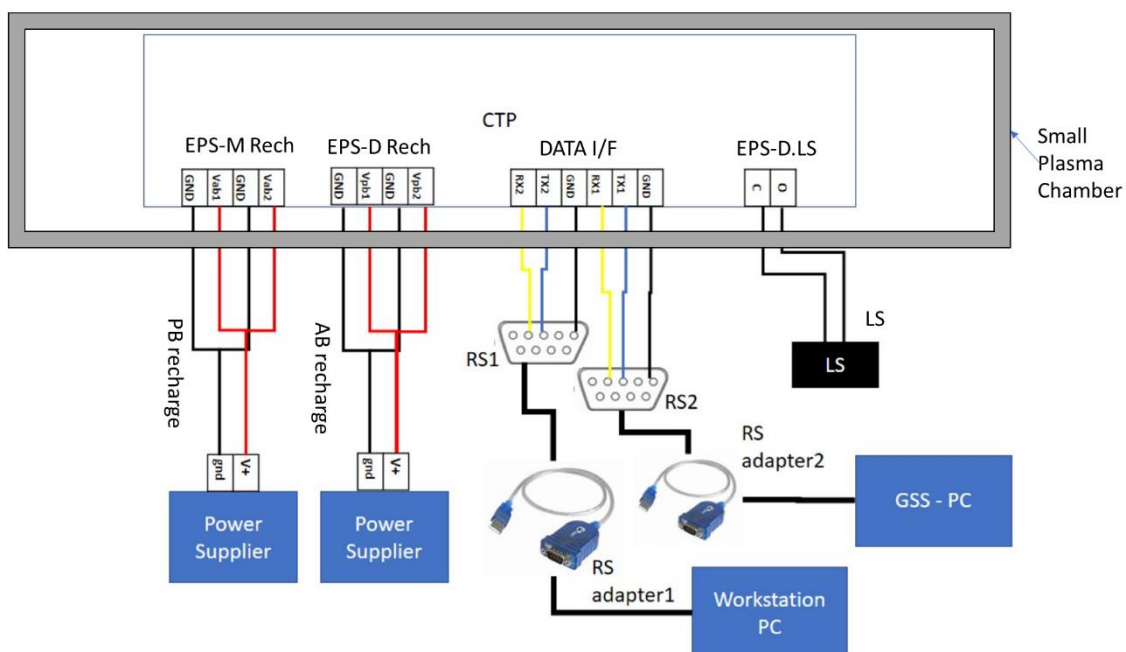 CTP
Small
Plasma
Chamber
EPS-M Rech
EPS-D Rech
DATA I/F
EPS-D.LS
GND
Vab1
GND
Vab2
GND
Vpb1
GND
Vpb2
RX2
TX2
GND
RX1
TX1
GND
C
O
PB recharge
AB recharge
RS1
RS2
LS
LS
gnd
V+
gnd
V+
Power
Supplier
Power
Supplier
RS
adapter2
GSS - PC
RS
adapter1
Workstation
PC